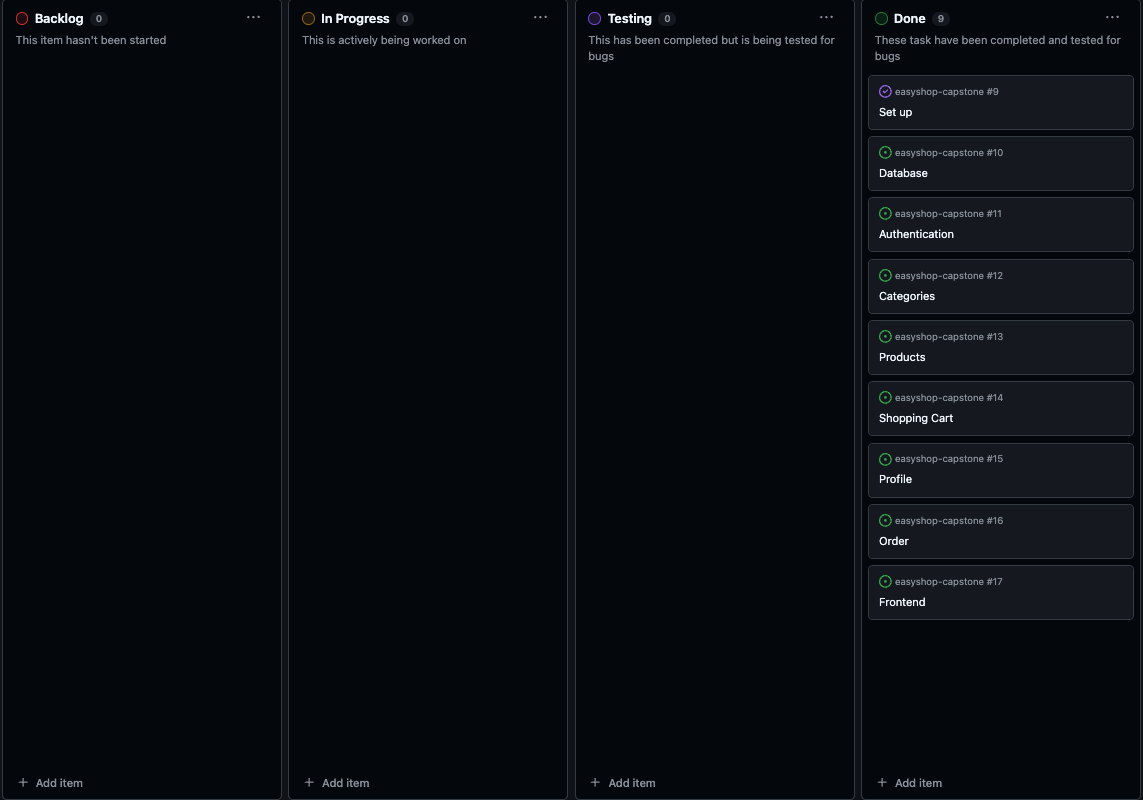 Backlog 0 ...
This item hasn't been started
+ Add item
In Progress 0 ...
This is actively being worked on
+ Add item
Testing 0 ...
This has been completed but is being tested for
bugs
+ Add item
Done 9 ...
These task have been completed and tested for
bugs
easyshop-capstone #9
Set up
easyshop-capstone #10
Database
easyshop-capstone #11
Authentication
easyshop-capstone #12
Categories
easyshop-capstone #13
Products
easyshop-capstone #14
Shopping Cart
easyshop-capstone #15
Profile
easyshop-capstone #16
Order
easyshop-capstone #17
Frontend
+ Add item